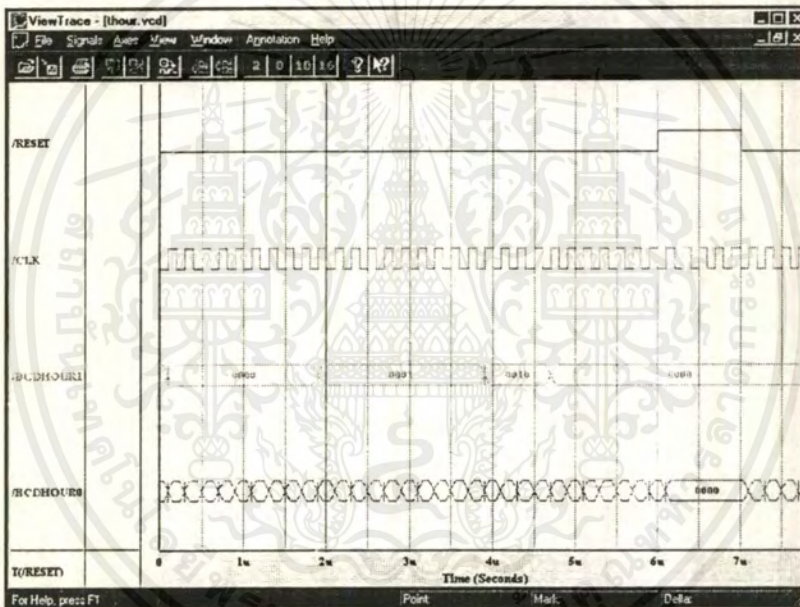 ViewTrace - [thour.vcd]
File Signals Axes View Window Annotation Help
2 8 10 16
/RESET
/CLK
/BCDHOUR1
0000 0001 0010 0000
/BCDHOUR0
0000
0 1u 2u 3u 4u 5u 6u 7u
T(/RESET)
Time (Seconds)
For Help, press F1 Point: Mark: Delta: